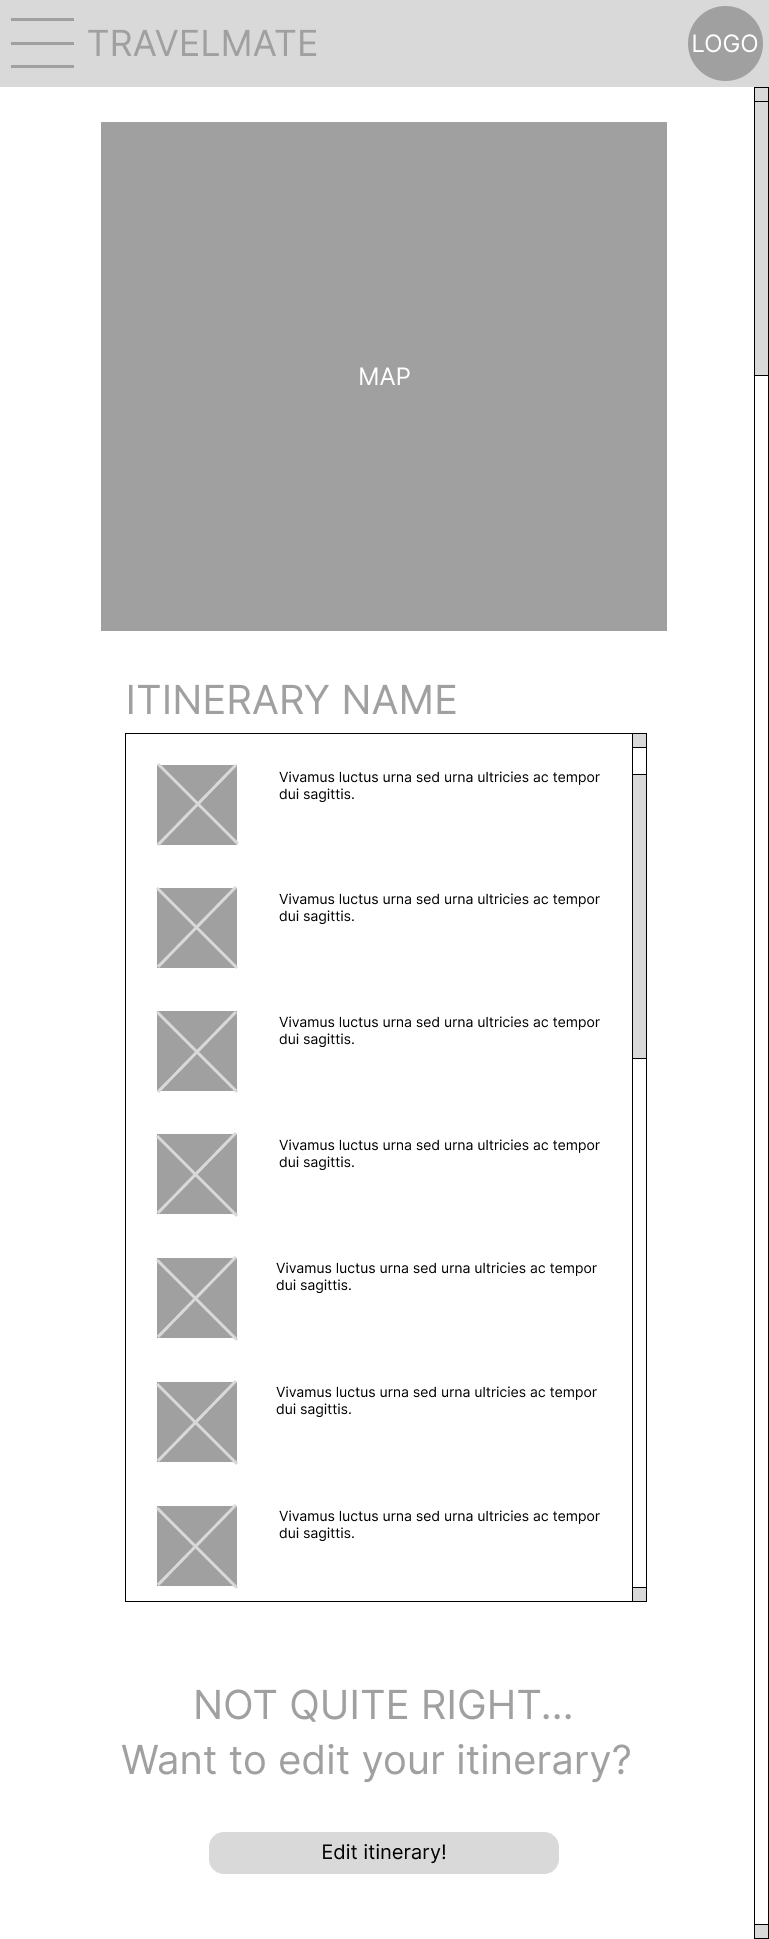 TRAVELMATE
LOGO
MAP
ITINERARY NAME
Vivamus luctus urna sed urna ultricies ac tempor
dui sagittis.
Vivamus luctus urna sed urna ultricies ac tempor
dui sagittis.
Vivamus luctus urna sed urna ultricies ac tempor
dui sagittis.
Vivamus luctus urna sed urna ultricies ac tempor
dui sagittis.
Vivamus luctus urna sed urna ultricies ac tempor
dui sagittis.
Vivamus luctus urna sed urna ultricies ac tempor
dui sagittis.
Vivamus luctus urna sed urna ultricies ac tempor
dui sagittis.
NOT QUITE RIGHT...
Want to edit your itinerary?
Edit itinerary!